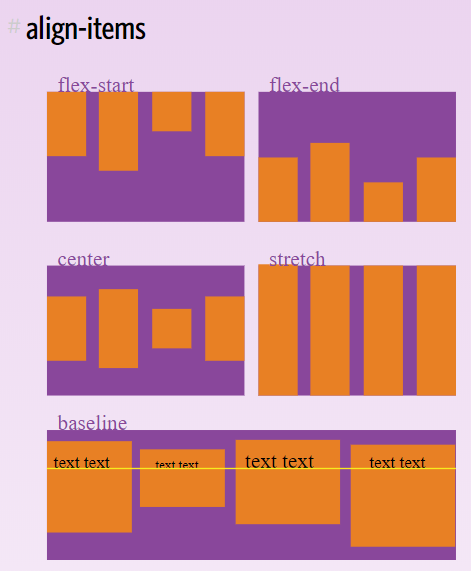 # align-items
flex-start
flex-end
center
stretch
baseline
text text
text text
text text
text text